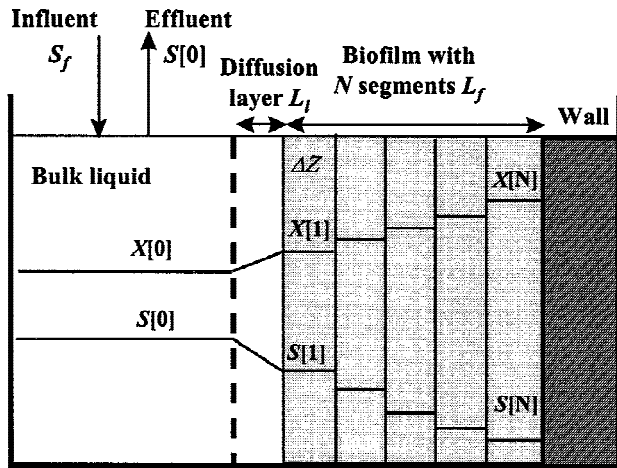 Influent
S_f
Effluent
S[0]
Diffusion
layer L_l
Biofilm with
N segments L_f
Wall
Bulk liquid
ΔZ
X[N]
X[1]
X[0]
S[0]
S[1]
S[N]